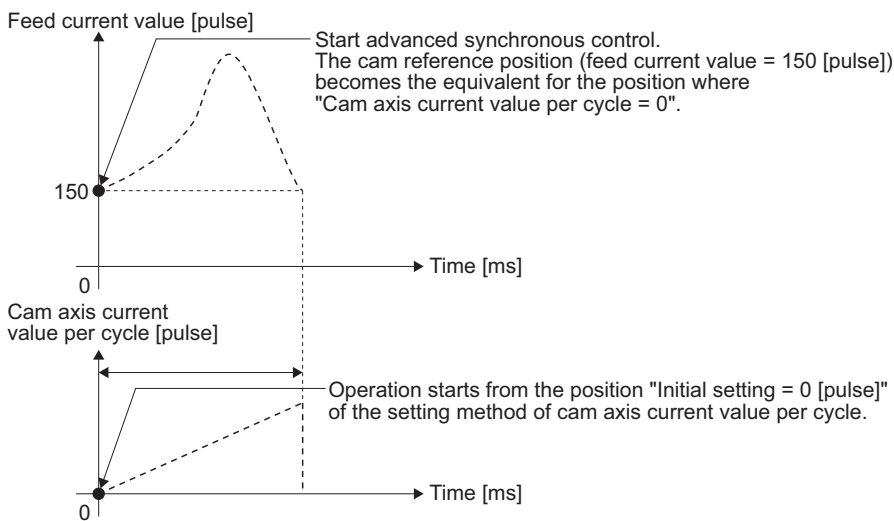 Feed current value [pulse]
Start advanced synchronous control.
The cam reference position (feed current value = 150 [pulse])
becomes the equivalent for the position where
"Cam axis current value per cycle = 0".
150
Time [ms]
0
Cam axis current
value per cycle [pulse]
Operation starts from the position "Initial setting = 0 [pulse]"
of the setting method of cam axis current value per cycle.
Time [ms]
0